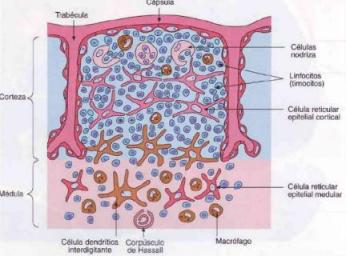 Cápsula
Trabécula
Células
nodriza
Linfocitos
(timocitos)
Corteza
Célula reticular
epitelial cortical
Médula
Célula reticular
epitelial medular
Célula dendrítica
interdigitante
Corpúsculo
de Hassall
Macrófago